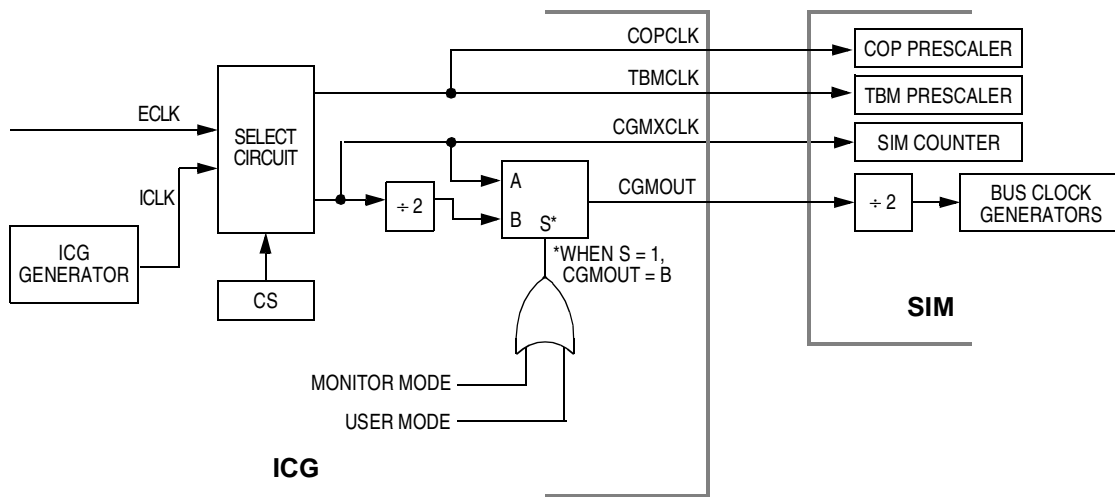 COPCLK
COP PRESCALER
TBMCLK
TBM PRESCALER
ECLK
SELECT
CIRCUIT
CGMXCLK
SIM COUNTER
ICLK
÷ 2
A
B
S*
CGMOUT
÷ 2
BUS CLOCK
GENERATORS
ICG
GENERATOR
*WHEN S = 1,
CGMOUT = B
CS
SIM
MONITOR MODE
USER MODE
ICG